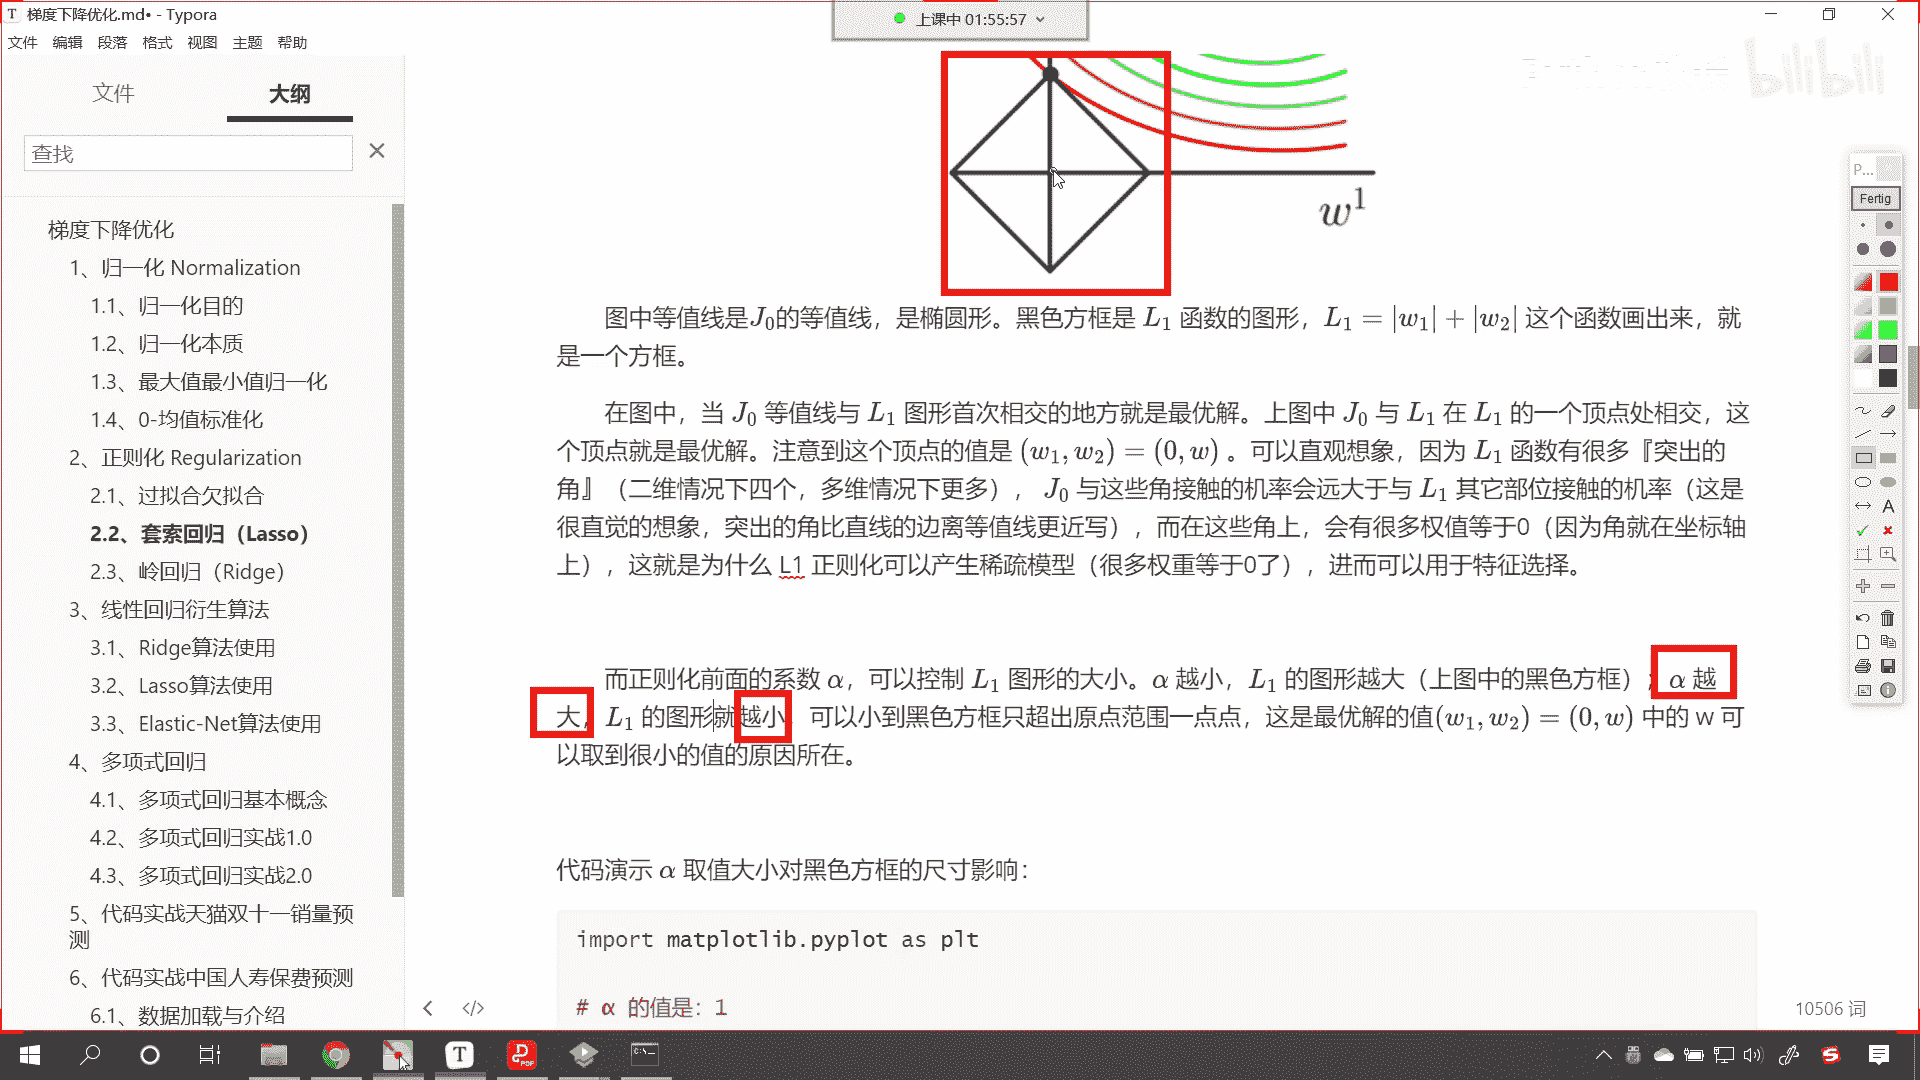 梯度下降优化.md• - Typora
上课中 01:55:57
文件 编辑 段落 格式 视图 主题 帮助
文件 大纲
查找
梯度下降优化
1、归一化 Normalization
1.1、归一化目的
1.2、归一化本质
1.3、最大值最小值归一化
1.4、0-均值标准化
2、正则化 Regularization
2.1、过拟合欠拟合
2.2、套索回归（Lasso）
2.3、岭回归（Ridge）
3、线性回归衍生算法
3.1、Ridge算法使用
3.2、Lasso算法使用
3.3、Elastic-Net算法使用
4、多项式回归
4.1、多项式回归基本概念
4.2、多项式回归实战1.0
4.3、多项式回归实战2.0
5、代码实战天猫双十一销量预
测
6、代码实战中国人寿保费预测
6.1、数据加载与介绍
bilibili
w¹
图中等值线是J₀的等值线，是椭圆形。黑色方框是 L₁ 函数的图形，L₁ = |w₁| + |w₂| 这个函数画出来，就
是一个方框。
在图中，当 J₀ 等值线与 L₁ 图形首次相交的地方就是最优解。上图中 J₀ 与 L₁ 在 L₁ 的一个顶点处相交，这
个顶点就是最优解。注意到这个顶点的值是 (w₁, w₂) = (0, w) 。可以直观想象，因为 L₁ 函数有很多『突出的
角』（二维情况下四个，多维情况下更多）， J₀ 与这些角接触的机率会远大于与 L₁ 其它部位接触的机率（这是
很直觉的想象，突出的角比直线的边离等值线更近写），而在这些角上，会有很多权值等于0（因为角就在坐标轴
上），这就是为什么 L1 正则化可以产生稀疏模型（很多权重等于0了），进而可以用于特征选择。
而正则化前面的系数 α，可以控制 L₁ 图形的大小。α 越小，L₁ 的图形越大（上图中的黑色方框）；α 越
大，L₁ 的图形就越小，可以小到黑色方框只超出原点范围一点点，这是最优解的值(w₁, w₂) = (0, w) 中的 w 可
以取到很小的值的原因所在。
代码演示 α 取值大小对黑色方框的尺寸影响：
import matplotlib.pyplot as plt
# α 的值是：1
10506 词
P...
Fertig
A